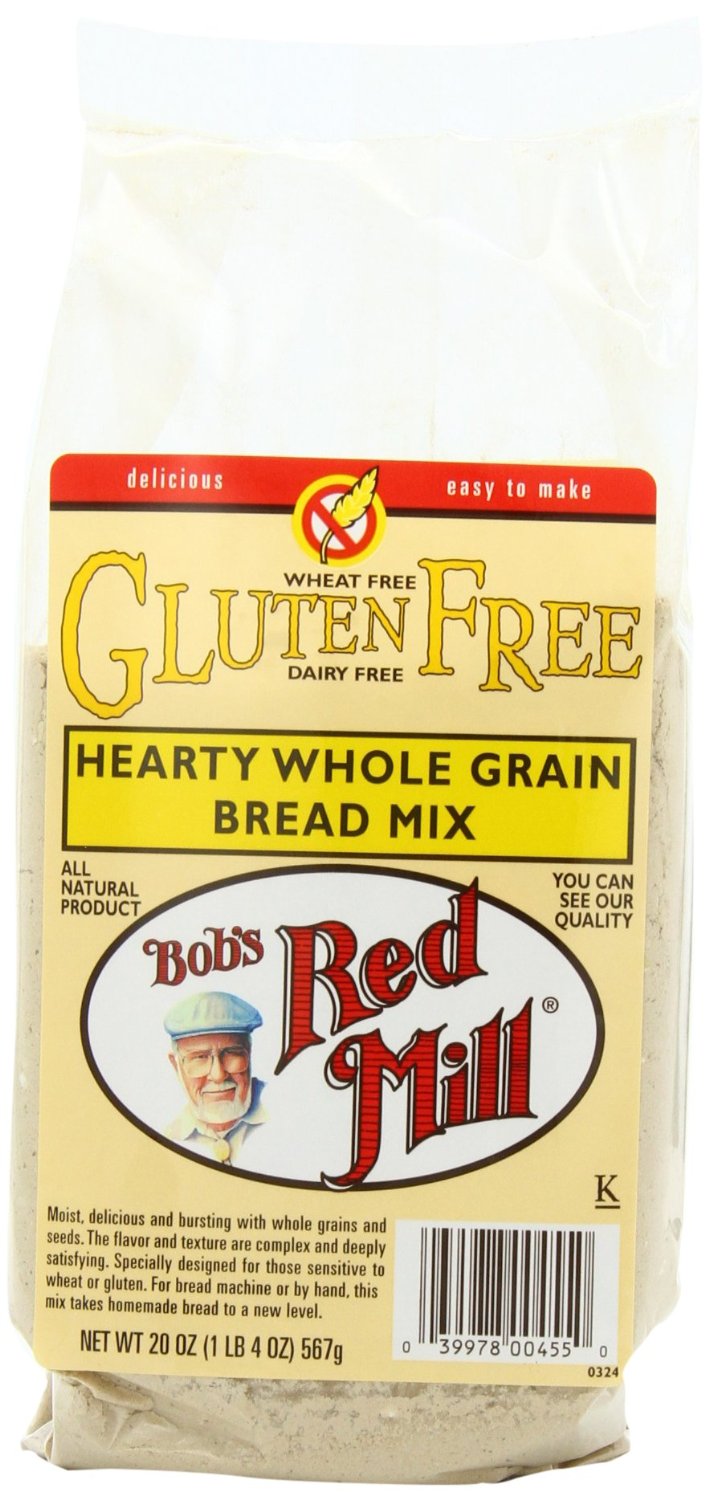 delicious
easy to make
WHEAT FREE
GLUTEN FREE
DAIRY FREE
HEARTY WHOLE GRAIN
BREAD MIX
ALL
NATURAL
PRODUCT
YOU CAN
SEE OUR
QUALITY
Bob's
Red
Mill®
K
Moist, delicious and bursting with whole grains and
seeds. The flavor and texture are complex and deeply
satisfying. Specially designed for those sensitive to
wheat or gluten. For bread machine or by hand, this
mix takes homemade bread to a new level.
NET WT 20 OZ (1 LB 4 OZ) 567g
0 39978 00455 0
0324